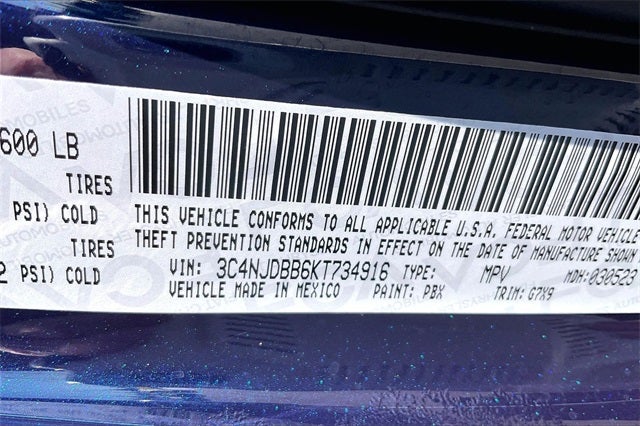 600 LB
TIRES
PSI) COLD
TIRES
2 PSI) COLD
THIS VEHICLE CONFORMS TO ALL APPLICABLE U.S.A. FEDERAL MOTOR VEHICLE
THEFT PREVENTION STANDARDS IN EFFECT ON THE DATE OF MANUFACTURE SHOWN
VIN: 3C4NJDBB6KT734916 TYPE: MPV MDH:030523
VEHICLE MADE IN MEXICO PAINT: PBX TRIM: G7X9